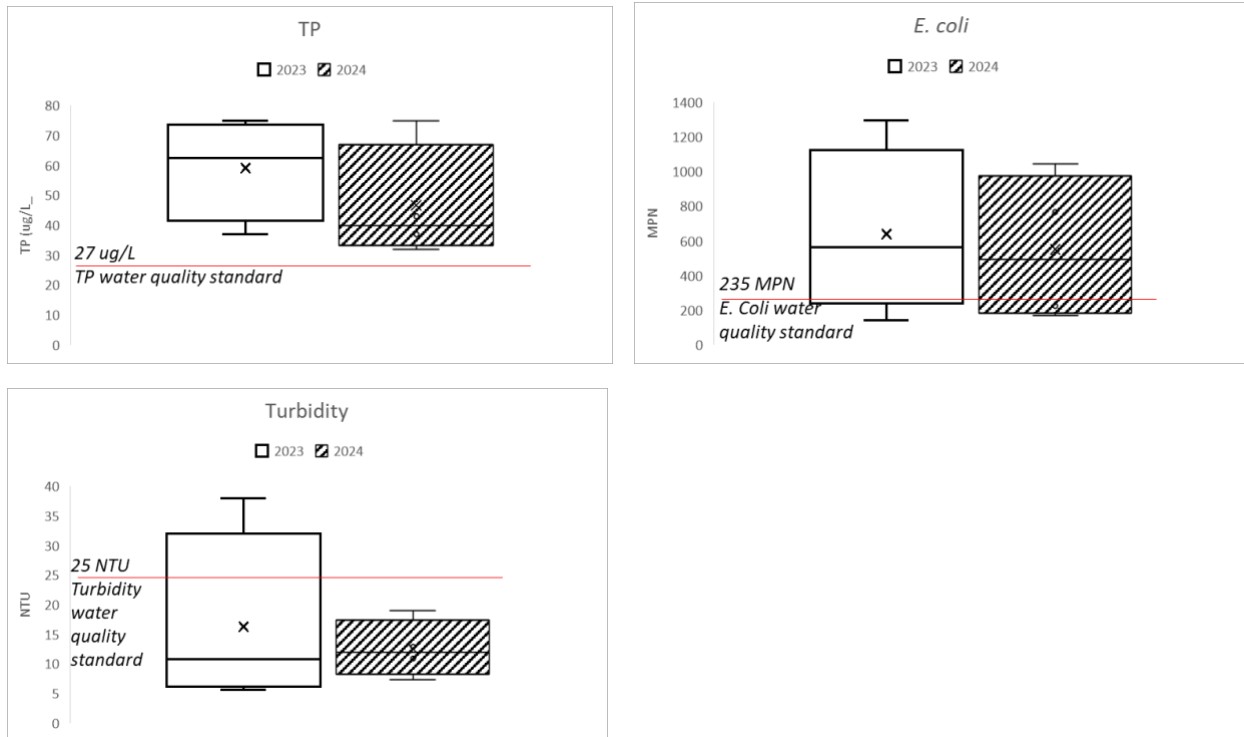 TP
2023 2024
80
70
60
50
40
30
20
10
0
TP (ug/L_
27 ug/L
TP water quality standard
E. coli
2023 2024
1400
1200
1000
800
600
400
200
0
MPN
235 MPN
E. Coli water
quality standard
Turbidity
2023 2024
40
35
30
25
20
15
10
5
0
NTU
25 NTU
Turbidity
water
quality
standard